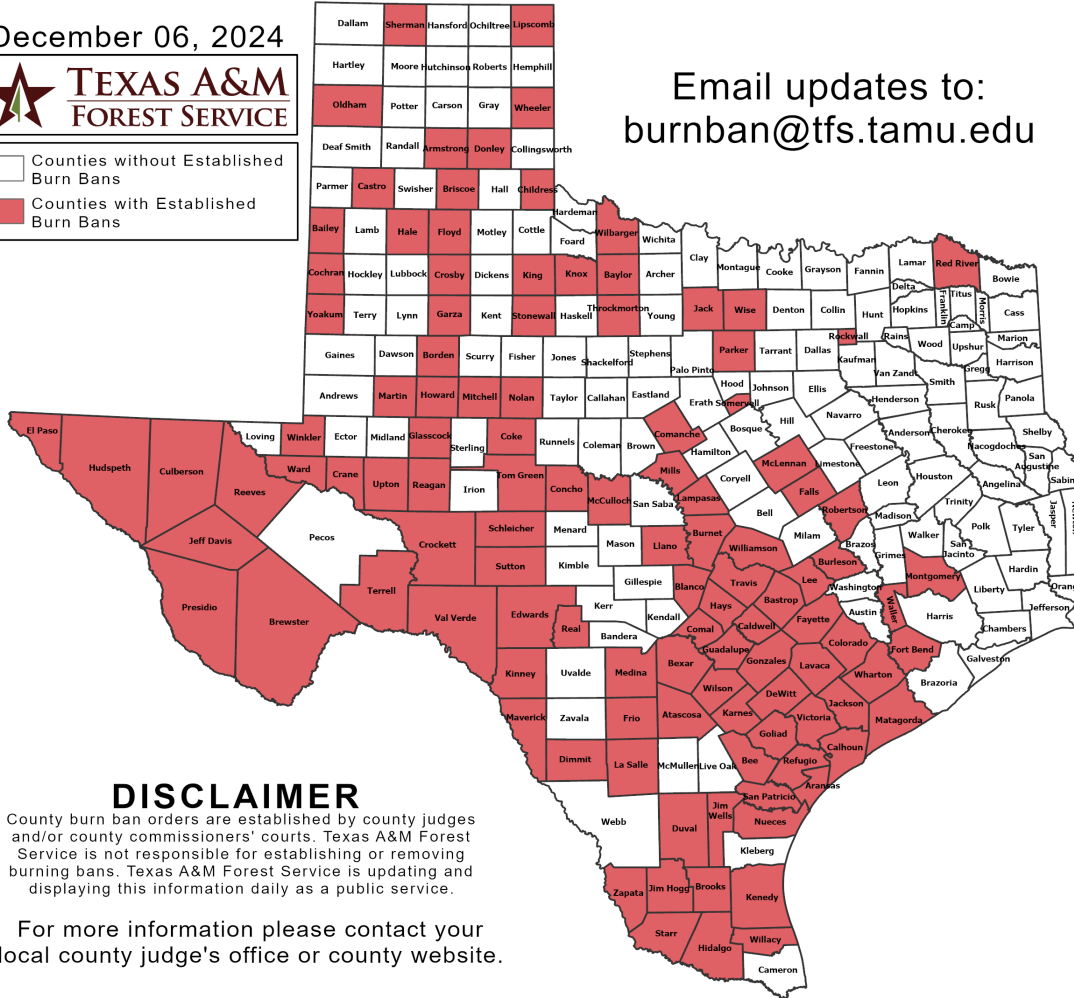 December 06, 2024
TEXAS A&M
FOREST SERVICE
Counties without Established
Burn Bans
Counties with Established
Burn Bans
Email updates to:
burnban@tfs.tamu.edu
Dallam
Sherman
Hansford
Ochiltree
Lipscomb
Hartley
Moore
Hutchinson
Roberts
Hemphill
Oldham
Potter
Carson
Gray
Wheeler
Deaf Smith
Randall
Armstrong
Donley
Collingsworth
Parmer
Castro
Swisher
Briscoe
Hall
Childress
Hardeman
Bailey
Lamb
Hale
Floyd
Motley
Cottle
Foard
Wilbarger
Wichita
Clay
Montague
Cooke
Grayson
Fannin
Lamar
Red River
Bowie
Cochran
Hockley
Lubbock
Crosby
Dickens
King
Knox
Baylor
Archer
Delta
Franklin
Titus
Morris
Cass
Yoakum
Terry
Lynn
Garza
Kent
Stonewall
Haskell
Throckmorton
Young
Jack
Wise
Denton
Collin
Hunt
Hopkins
Camp
Rockwall
Rains
Wood
Upshur
Marion
Gaines
Dawson
Borden
Scurry
Fisher
Jones
Shackelford
Stephens
Palo Pinto
Parker
Tarrant
Dallas
Kaufman
Van Zandt
Gregg
Harrison
Andrews
Martin
Howard
Mitchell
Nolan
Taylor
Callahan
Eastland
Erath
Hood
Somervell
Johnson
Ellis
Henderson
Smith
Rusk
Panola
El Paso
Hudspeth
Culberson
Reeves
Loving
Winkler
Ector
Midland
Glasscock
Sterling
Coke
Runnels
Coleman
Brown
Comanche
Hamilton
Bosque
Hill
Navarro
Freestone
Anderson
Cherokee
Nacogdoches
Shelby
San
Augustine
Sabin
Ward
Crane
Upton
Reagan
Irion
Tom Green
Concho
McCulloch
San Saba
Mills
Lampasas
Coryell
McLennan
Limestone
Falls
Leon
Houston
Angelina
Trinity
Jasper
Jeff Davis
Pecos
Crockett
Schleicher
Menard
Mason
Llano
Burnet
Bell
Milam
Robertson
Madison
Walker
Polk
Tyler
Brazos
Grimes
San
Jacinto
Hardin
Presidio
Brewster
Terrell
Val Verde
Sutton
Kimble
Gillespie
Blanco
Williamson
Travis
Lee
Burleson
Washington
Montgomery
Liberty
Oran
Edwards
Real
Kerr
Kendall
Bandera
Hays
Comal
Caldwell
Bastrop
Fayette
Austin
Waller
Harris
Chambers
Jefferson
Kinney
Uvalde
Medina
Bexar
Guadalupe
Gonzales
Lavaca
Colorado
Fort Bend
Galveston
Brazoria
Wharton
Maverick
Zavala
Frio
Atascosa
Wilson
Karnes
DeWitt
Victoria
Jackson
Matagorda
Dimmit
La Salle
McMullen
Live Oak
Bee
Goliad
Refugio
Calhoun
Aransas
San Patricio
Webb
Duval
Jim
Wells
Nueces
Kleberg
Zapata
Jim Hogg
Brooks
Kenedy
Starr
Hidalgo
Willacy
Cameron
DISCLAIMER
County burn ban orders are established by county judges
and/or county commissioners' courts. Texas A&M Forest
Service is not responsible for establishing or removing
burning bans. Texas A&M Forest Service is updating and
displaying this information daily as a public service.
For more information please contact your
local county judge's office or county website.